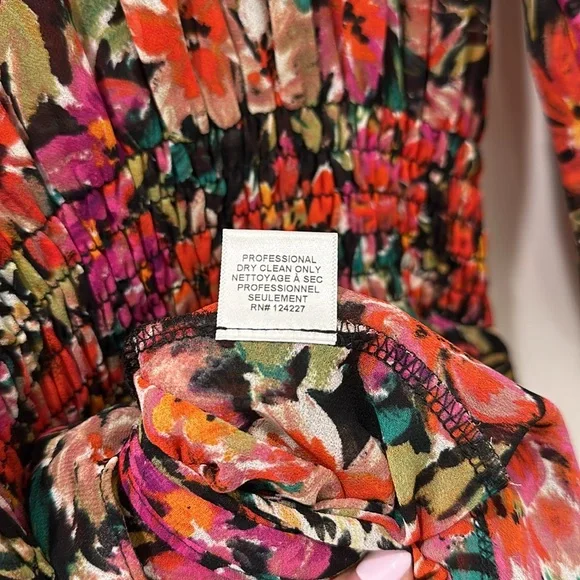 PROFESSIONAL
DRY CLEAN ONLY
NETTOYAGE À SEC
PROFESSIONNEL
SEULEMENT
RN# 124227